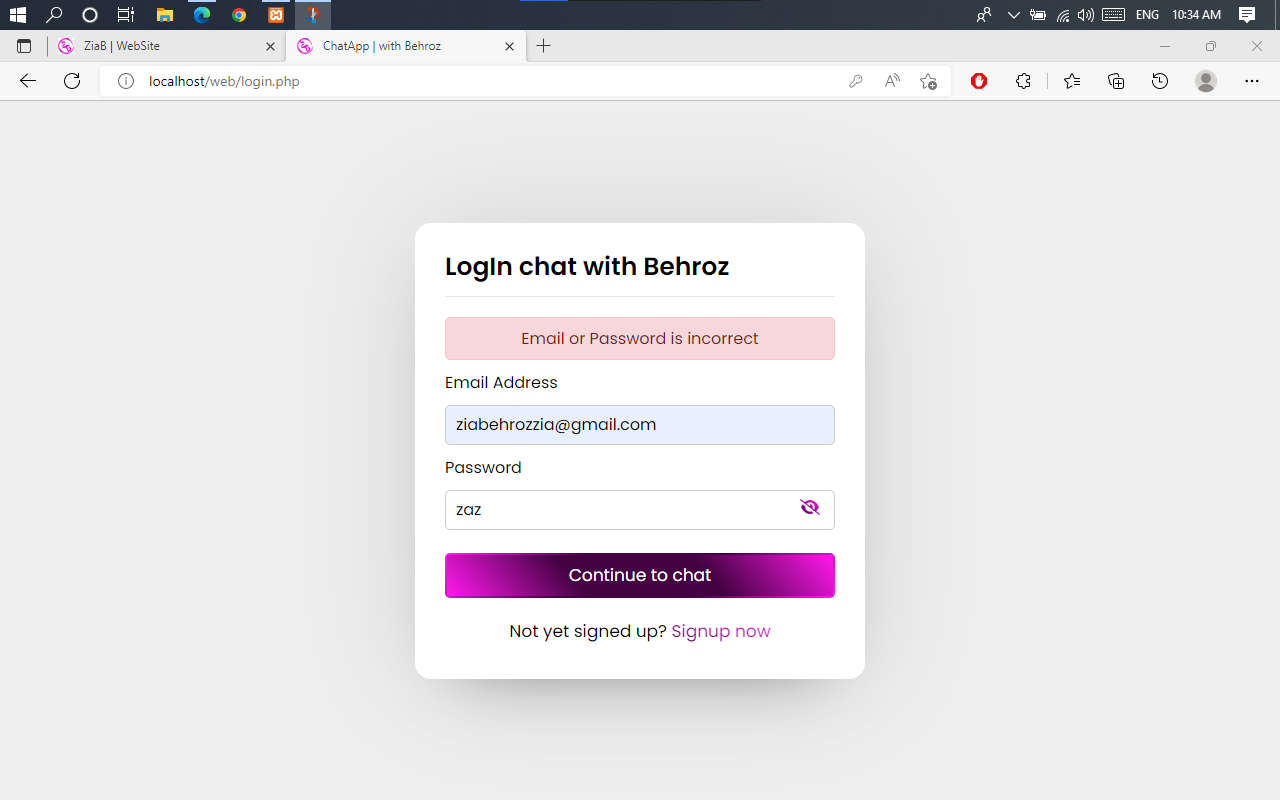 ENG 10:34 AM
ZiaB | WebSite
ChatApp | with Behroz
localhost/web/login.php
LogIn chat with Behroz
Email or Password is incorrect
Email Address
ziabehrozzia@gmail.com
Password
zaz
Continue to chat
Not yet signed up? Signup now